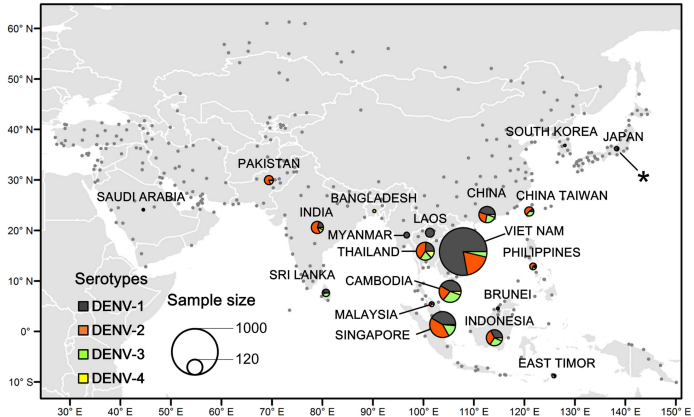 60° N
50° N
40° N
30° N
20° N
10° N
0°
10° S
SOUTH KOREA
JAPAN
*
PAKISTAN
SAUDI ARABIA
BANGLADESH
CHINA
CHINA TAIWAN
INDIA
LAOS
MYANMAR
VIET NAM
THAILAND
PHILIPPINES
SRI LANKA
CAMBODIA
BRUNEI
MALAYSIA
INDONESIA
SINGAPORE
EAST TIMOR
Serotypes
DENV-1
DENV-2
DENV-3
DENV-4
Sample size
1000
120
30° E 40° E 50° E 60° E 70° E 80° E 90° E 100° E 110° E 120° E 130° E 140° E 150° E